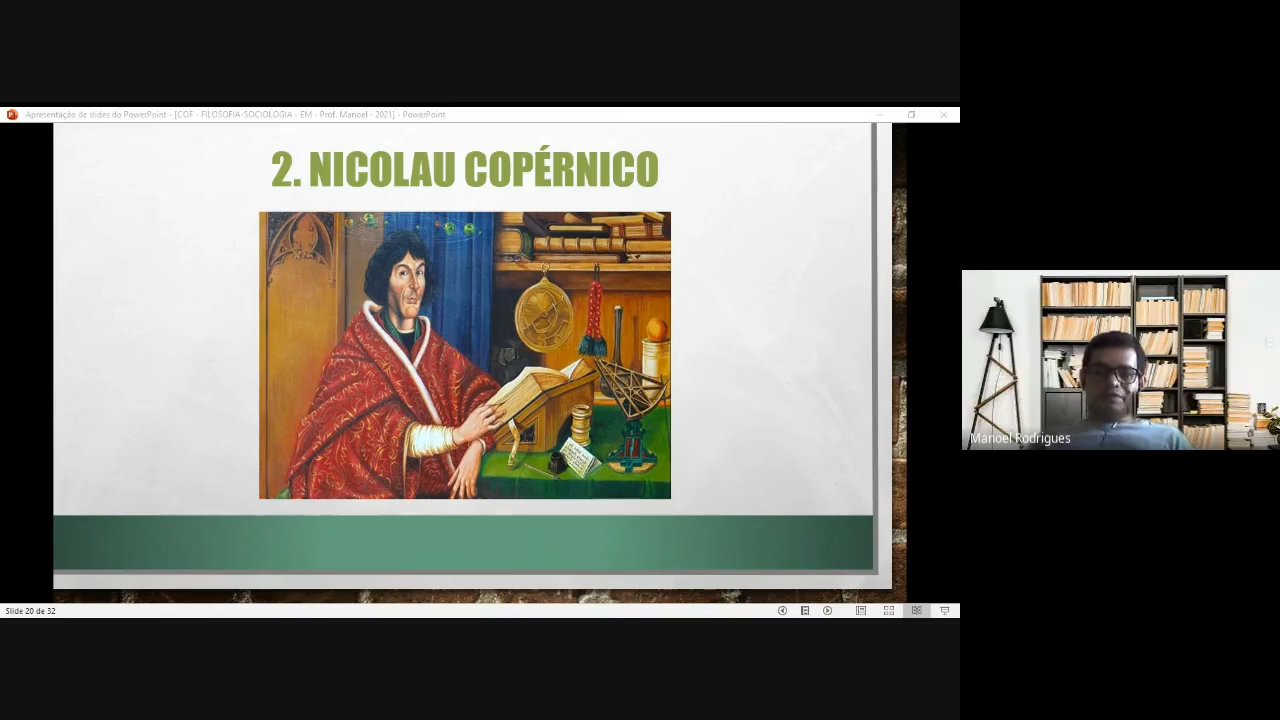 Apresentação de slides do PowerPoint - [COF - FILOSOFIA-SOCIOLOGIA - EM - Prof. Manoel - 2021] - PowerPoint
2. NICOLAU COPÉRNICO
Manoel Rodrigues
Slide 20 de 32